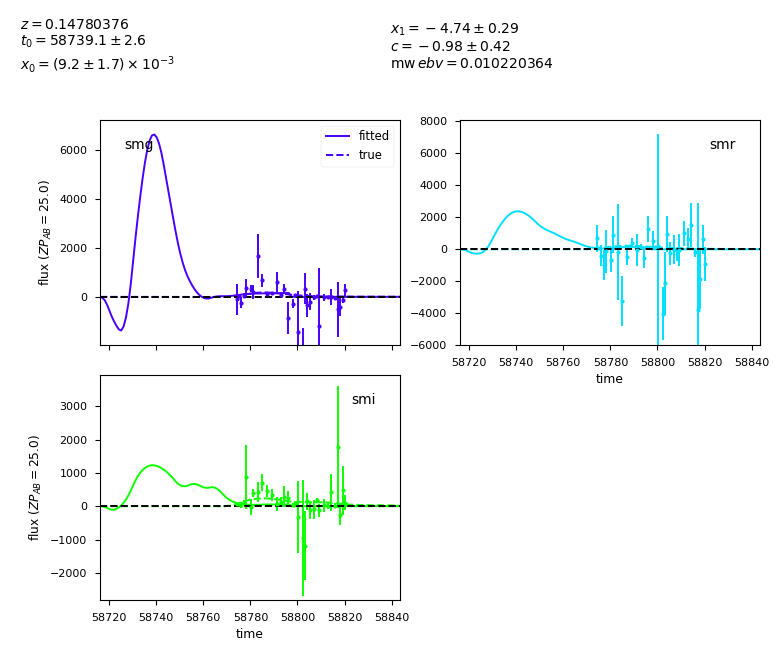 z = 0.14780376
t₀ = 58739.1 ± 2.6
x₀ = (9.2 ± 1.7) × 10⁻³
x₁ = −4.74 ± 0.29
c = −0.98 ± 0.42
mw ebv = 0.010220364
smg
fitted
true
6000
4000
2000
0
flux (ZP_AB = 25.0)
smr
8000
6000
4000
2000
0
−2000
−4000
−6000
58720 58740 58760 58780 58800 58820 58840
time
smi
3000
2000
1000
0
−1000
−2000
flux (ZP_AB = 25.0)
58720 58740 58760 58780 58800 58820 58840
time